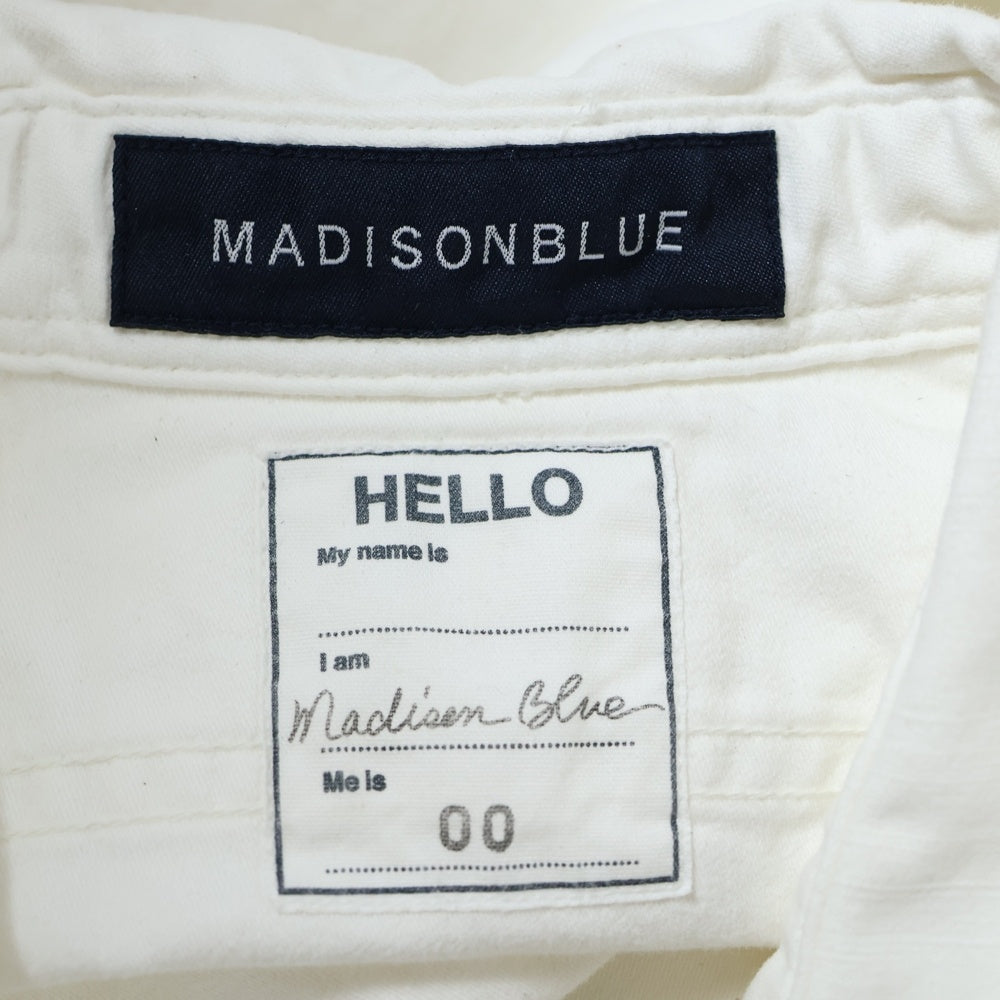 MADISONBLUE
HELLO
My name is
I am
Madison Blue
Me is
00